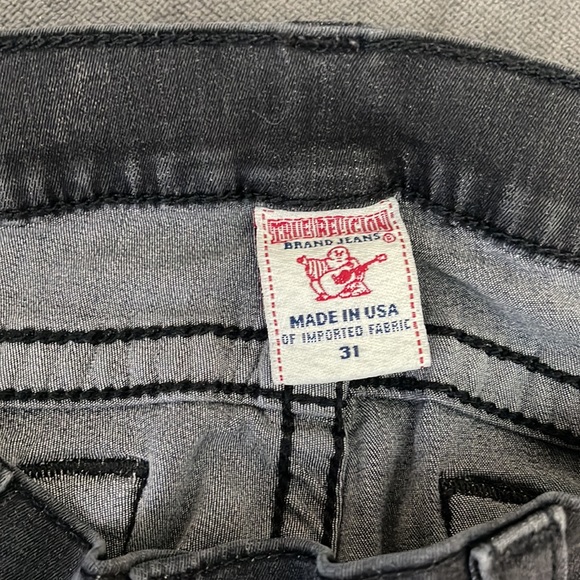 TRUE RELIGION
BRAND JEANS ®
MADE IN USA
OF IMPORTED FABRIC
31